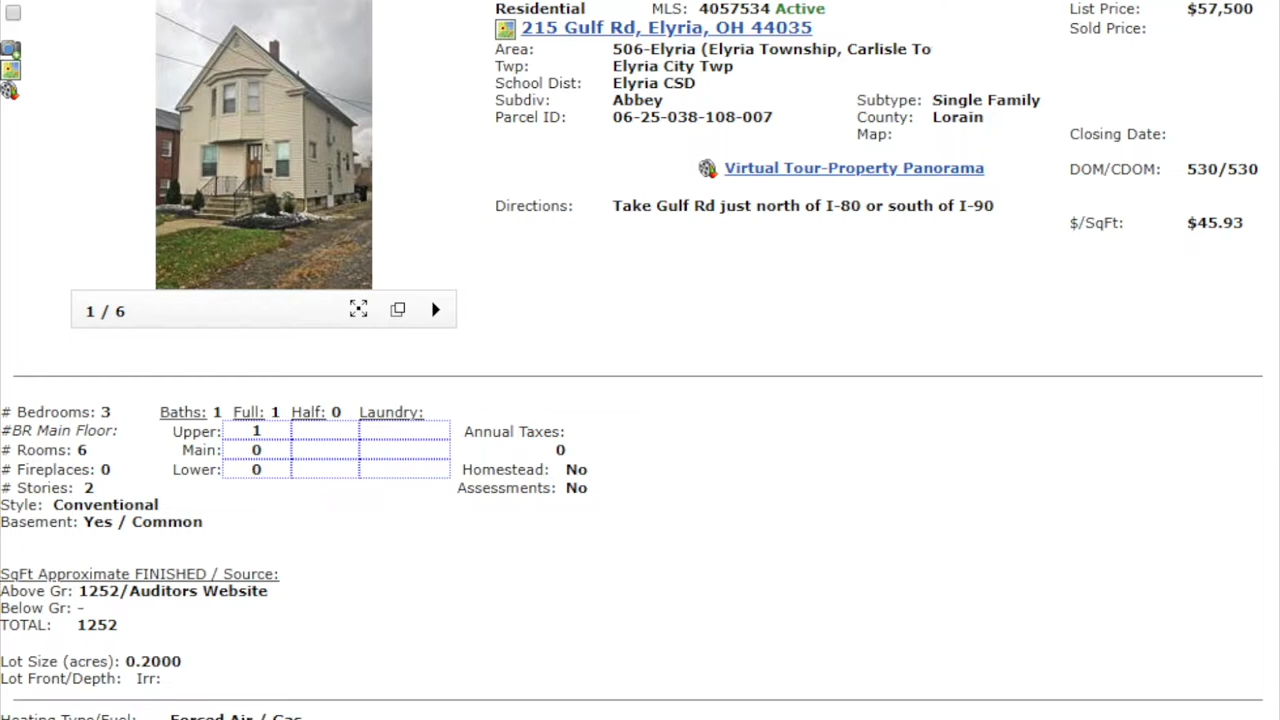 Residential MLS: 4057534 Active List Price: $57,500
215 Gulf Rd, Elyria, OH 44035 Sold Price:
Area: 506-Elyria (Elyria Township, Carlisle To
Twp: Elyria City Twp
School Dist: Elyria CSD
Subdiv: Abbey Subtype: Single Family
Parcel ID: 06-25-038-108-007 County: Lorain
Map: Closing Date:
Virtual Tour-Property Panorama DOM/CDOM: 530/530
Directions: Take Gulf Rd just north of I-80 or south of I-90
$/SqFt: $45.93
1 / 6
# Bedrooms: 3 Baths: 1 Full: 1 Half: 0 Laundry:
#BR Main Floor: Upper: 1 Annual Taxes:
# Rooms: 6 Main: 0 0
# Fireplaces: 0 Lower: 0 Homestead: No
# Stories: 2 Assessments: No
Style: Conventional
Basement: Yes / Common
SqFt Approximate FINISHED / Source:
Above Gr: 1252/Auditors Website
Below Gr: -
TOTAL: 1252
Lot Size (acres): 0.2000
Lot Front/Depth: Irr:
Heating Type/Fuel: Forced Air / Gas